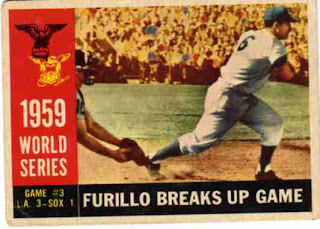 1959
WORLD
SERIES
GAME #3
L.A. 3-SOX 1
FURILLO BREAKS UP GAME
6